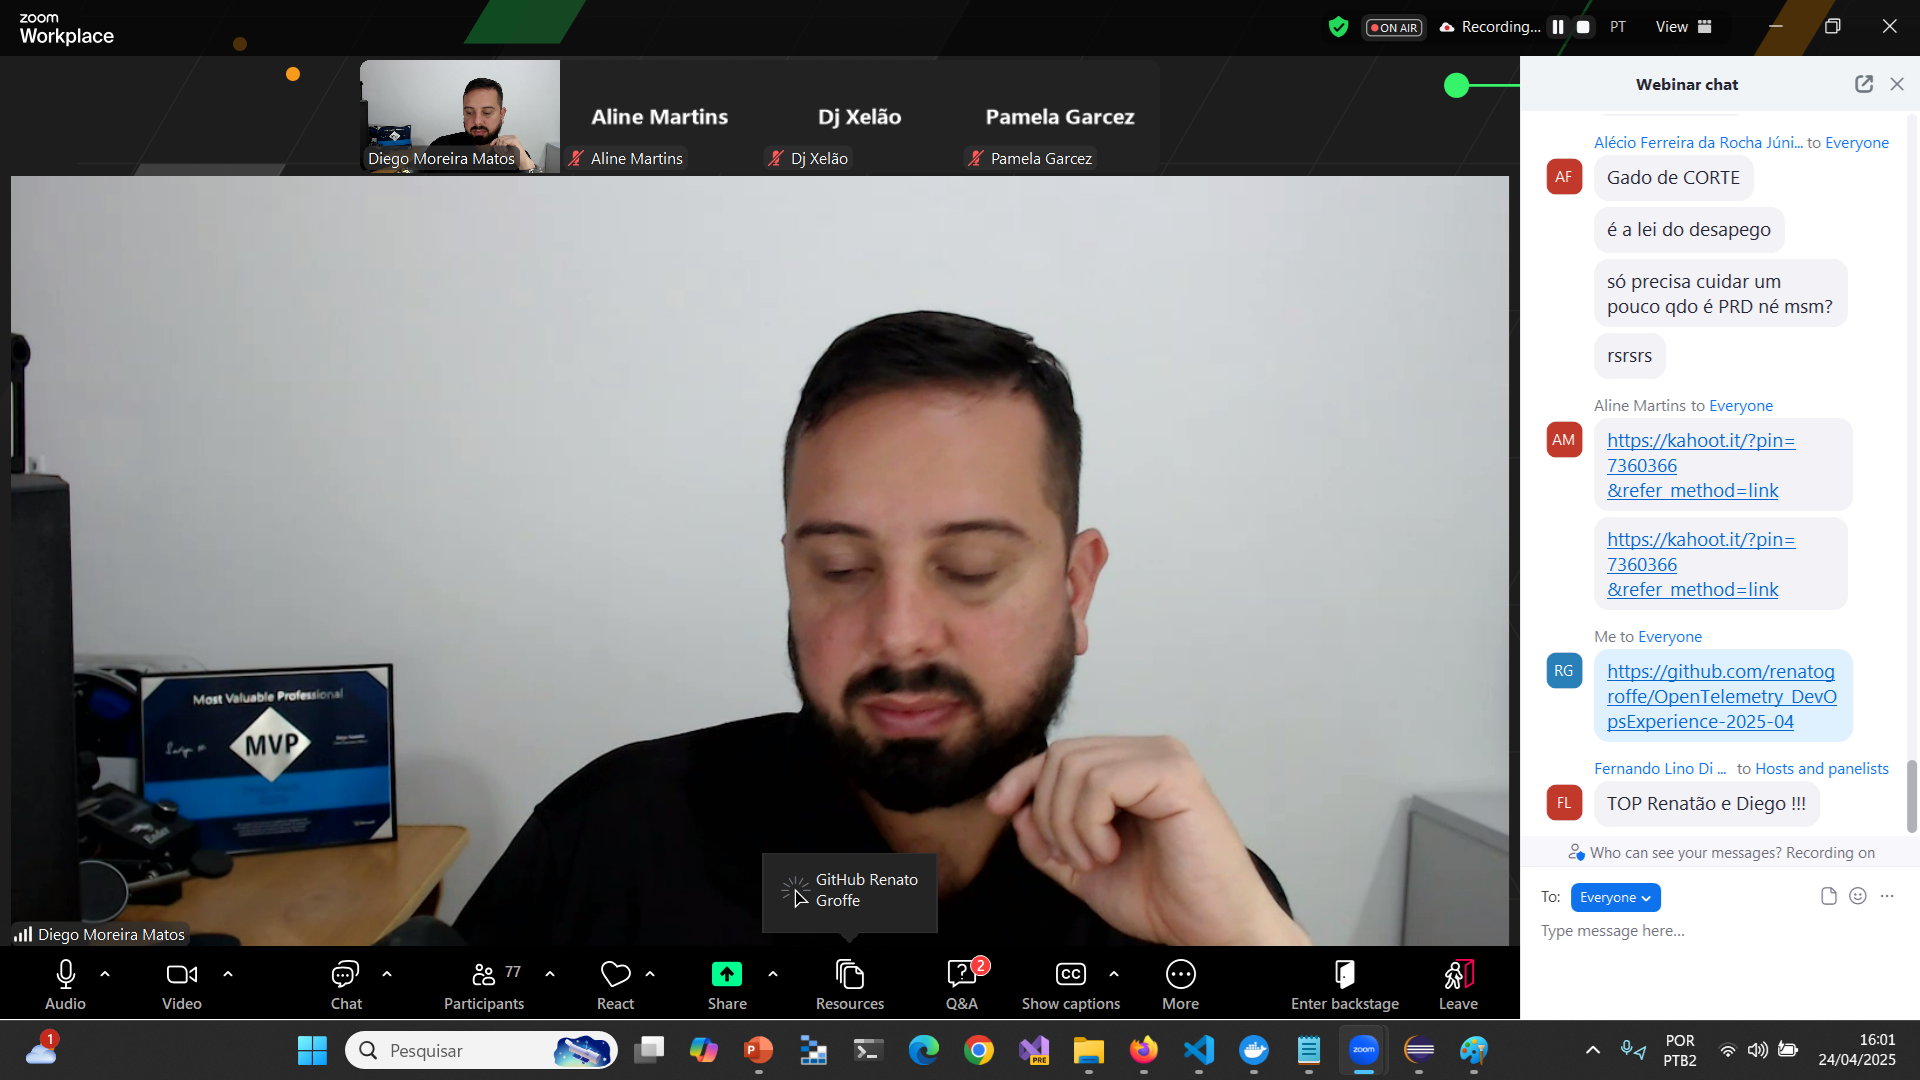 zoom
Workplace
ON AIR
Recording...
PT
View
Aline Martins
Dj Xelão
Pamela Garcez
Diego Moreira Matos
Aline Martins
Dj Xelão
Pamela Garcez
Webinar chat
Alécio Ferreira da Rocha Júni... to Everyone
AF
Gado de CORTE
é a lei do desapego
só precisa cuidar um
pouco qdo é PRD né msm?
rsrsrs
Aline Martins to Everyone
AM
https://kahoot.it/?pin=
7360366
&refer_method=link
https://kahoot.it/?pin=
7360366
&refer_method=link
Me to Everyone
RG
https://github.com/renatog
roffe/OpenTelemetry_DevO
psExperience-2025-04
Fernando Lino Di ... to Hosts and panelists
FL
TOP Renatão e Diego !!!
Who can see your messages? Recording on
To: Everyone
Type message here...
Most Valuable Professional
MVP
GitHub Renato
Groffe
Diego Moreira Matos
Audio
Video
Chat
77
Participants
React
Share
Resources
2
Q&A
CC
Show captions
More
Enter backstage
Leave
1
Pesquisar
P
PRE
zoom
POR
PTB2
16:01
24/04/2025